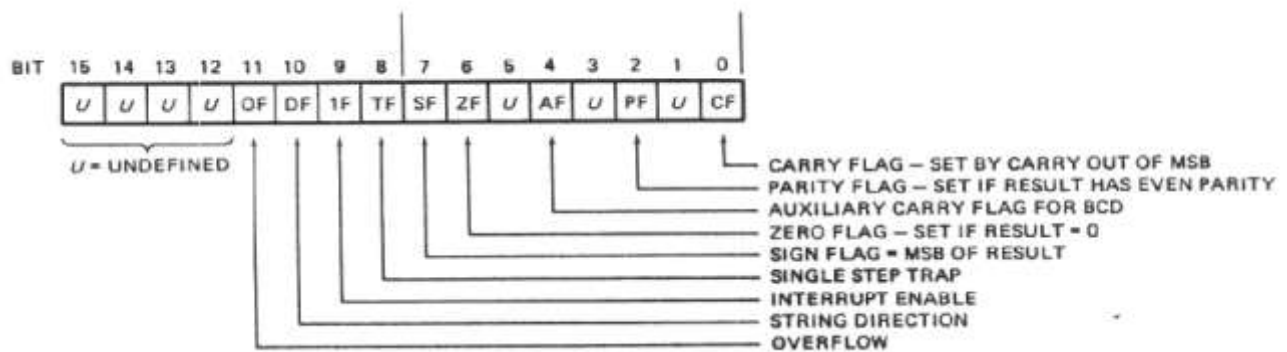 BIT 15 14 13 12 11 10 9 8 7 6 5 4 3 2 1 0
U U U U OF DF 1F TF SF ZF U AF U PF U CF
U = UNDEFINED
CARRY FLAG – SET BY CARRY OUT OF MSB
PARITY FLAG – SET IF RESULT HAS EVEN PARITY
AUXILIARY CARRY FLAG FOR BCD
ZERO FLAG – SET IF RESULT = 0
SIGN FLAG = MSB OF RESULT
SINGLE STEP TRAP
INTERRUPT ENABLE
STRING DIRECTION
OVERFLOW